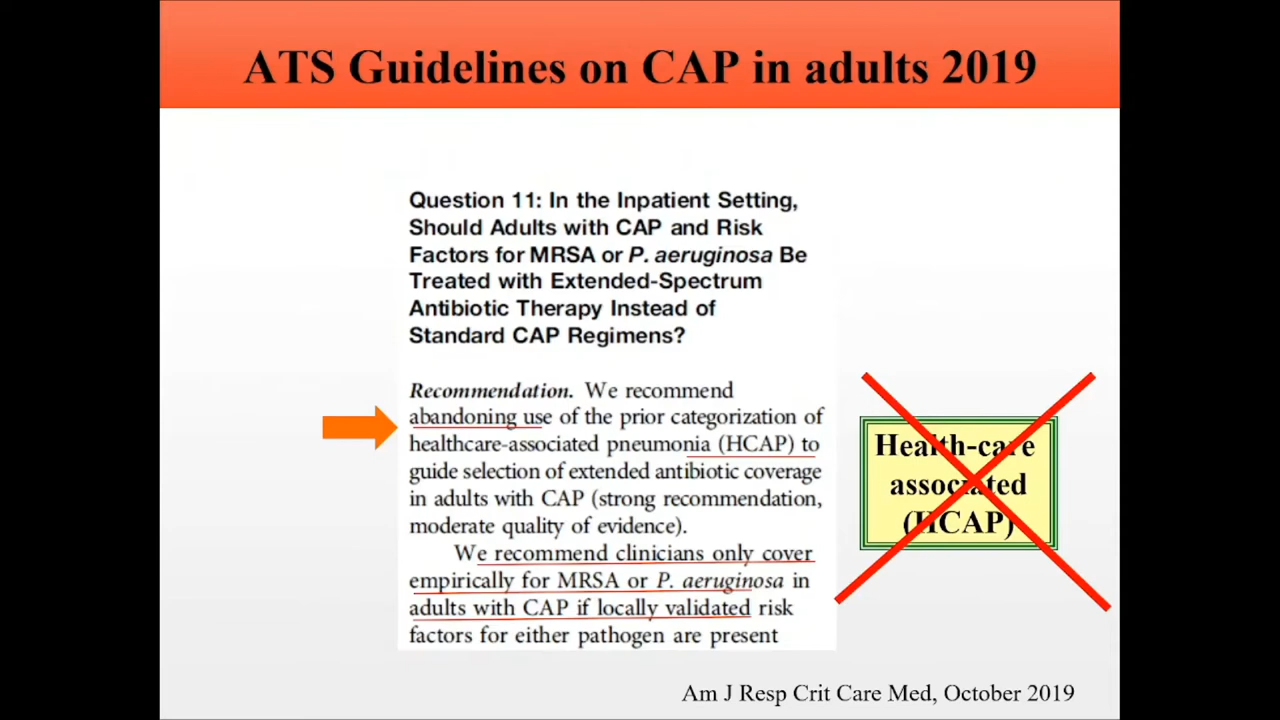 ATS Guidelines on CAP in adults 2019
Question 11: In the Inpatient Setting,
Should Adults with CAP and Risk
Factors for MRSA or P. aeruginosa Be
Treated with Extended-Spectrum
Antibiotic Therapy Instead of
Standard CAP Regimens?
Recommendation. We recommend
abandoning use of the prior categorization of
healthcare-associated pneumonia (HCAP) to
guide selection of extended antibiotic coverage
in adults with CAP (strong recommendation,
moderate quality of evidence).
We recommend clinicians only cover
empirically for MRSA or P. aeruginosa in
adults with CAP if locally validated risk
factors for either pathogen are present
Health-care
associated
(HCAP)
Am J Resp Crit Care Med, October 2019